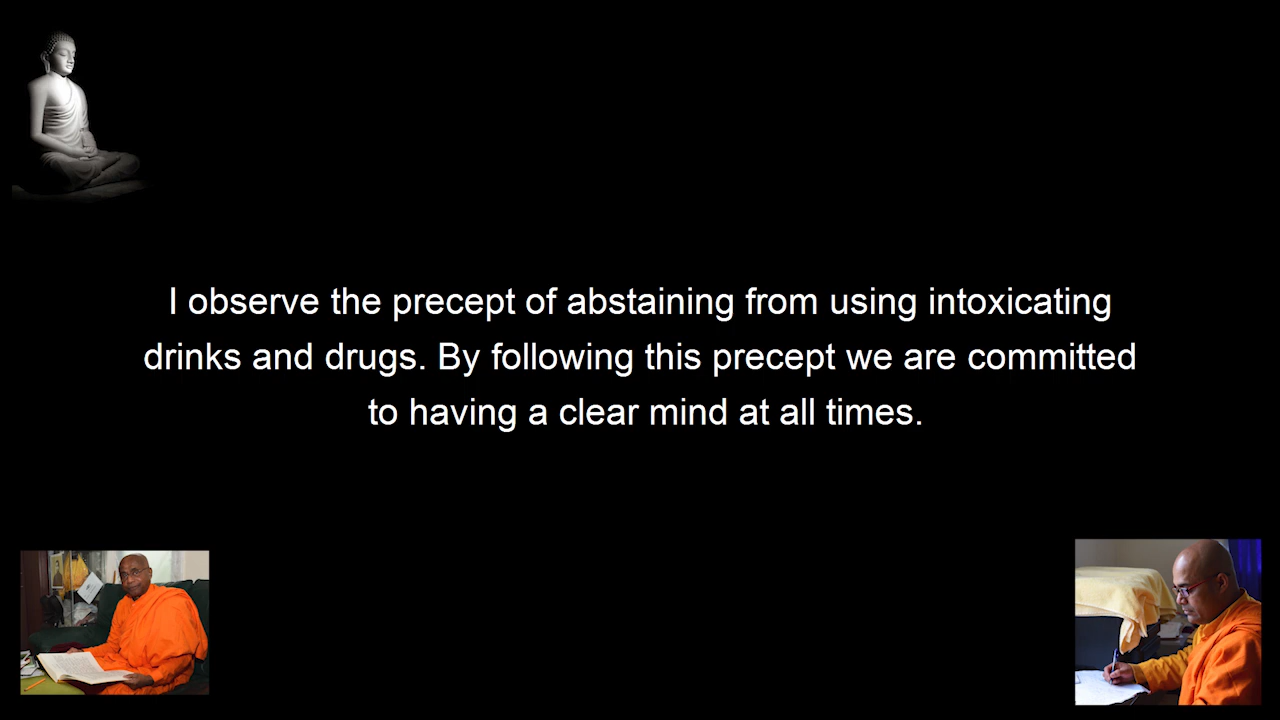 I observe the precept of abstaining from using intoxicating
drinks and drugs. By following this precept we are committed
to having a clear mind at all times.